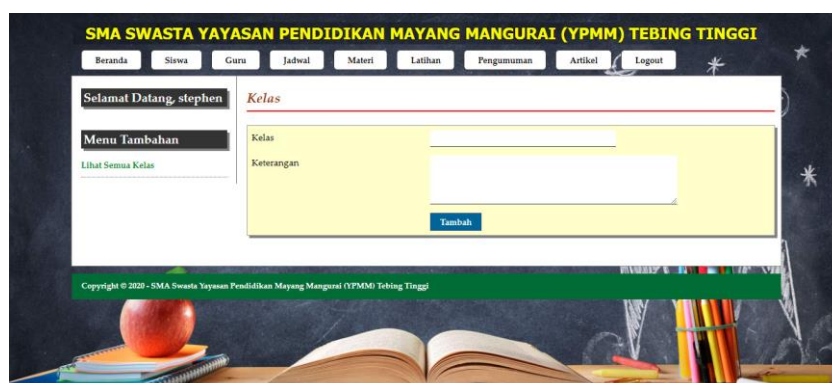 SMA SWASTA YAYASAN PENDIDIKAN MAYANG MANGURAI (YPMM) TEBING TINGGI
Beranda Siswa Guru Jadwal Materi Latihan Pengumuman Artikel Logout
Selamat Datang, stephen
Menu Tambahan
Lihat Semua Kelas
Kelas
Kelas
Keterangan
Tambah
Copyright © 2020 - SMA Swasta Yayasan Pendidikan Mayang Mangurai (YPMM) Tebing Tinggi